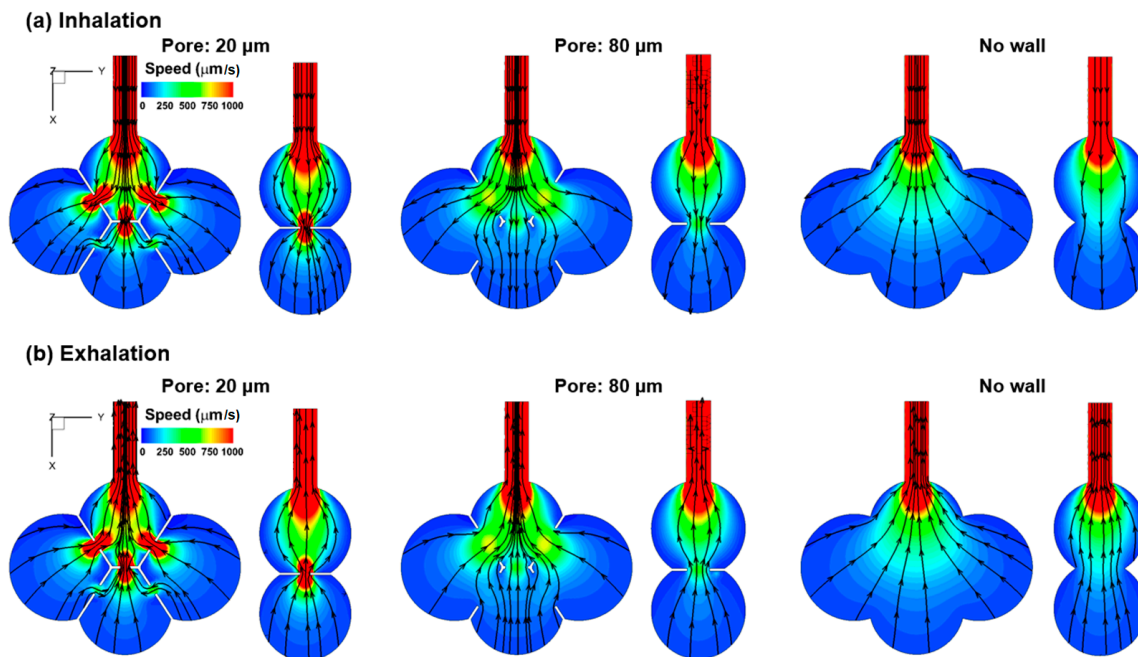 (a) Inhalation
Pore: 20 µm
Pore: 80 µm
No wall
Z Y
X
Speed (µm/s)
0 250 500 750 1000
(b) Exhalation
Pore: 20 µm
Pore: 80 µm
No wall
Z Y
X
Speed (µm/s)
0 250 500 750 1000